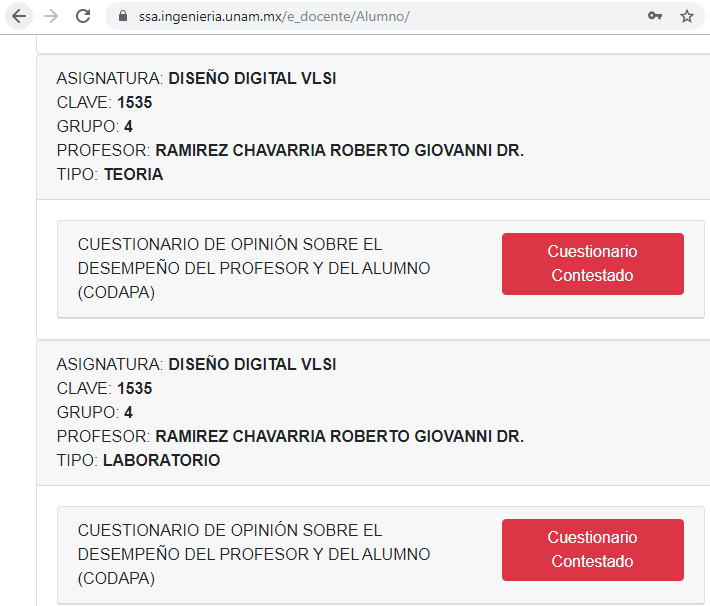 ssa.ingenieria.unam.mx/e_docente/Alumno/
ASIGNATURA: DISEÑO DIGITAL VLSI
CLAVE: 1535
GRUPO: 4
PROFESOR: RAMIREZ CHAVARRIA ROBERTO GIOVANNI DR.
TIPO: TEORIA
CUESTIONARIO DE OPINIÓN SOBRE EL
DESEMPEÑO DEL PROFESOR Y DEL ALUMNO
(CODAPA)
Cuestionario
Contestado
ASIGNATURA: DISEÑO DIGITAL VLSI
CLAVE: 1535
GRUPO: 4
PROFESOR: RAMIREZ CHAVARRIA ROBERTO GIOVANNI DR.
TIPO: LABORATORIO
CUESTIONARIO DE OPINIÓN SOBRE EL
DESEMPEÑO DEL PROFESOR Y DEL ALUMNO
(CODAPA)
Cuestionario
Contestado